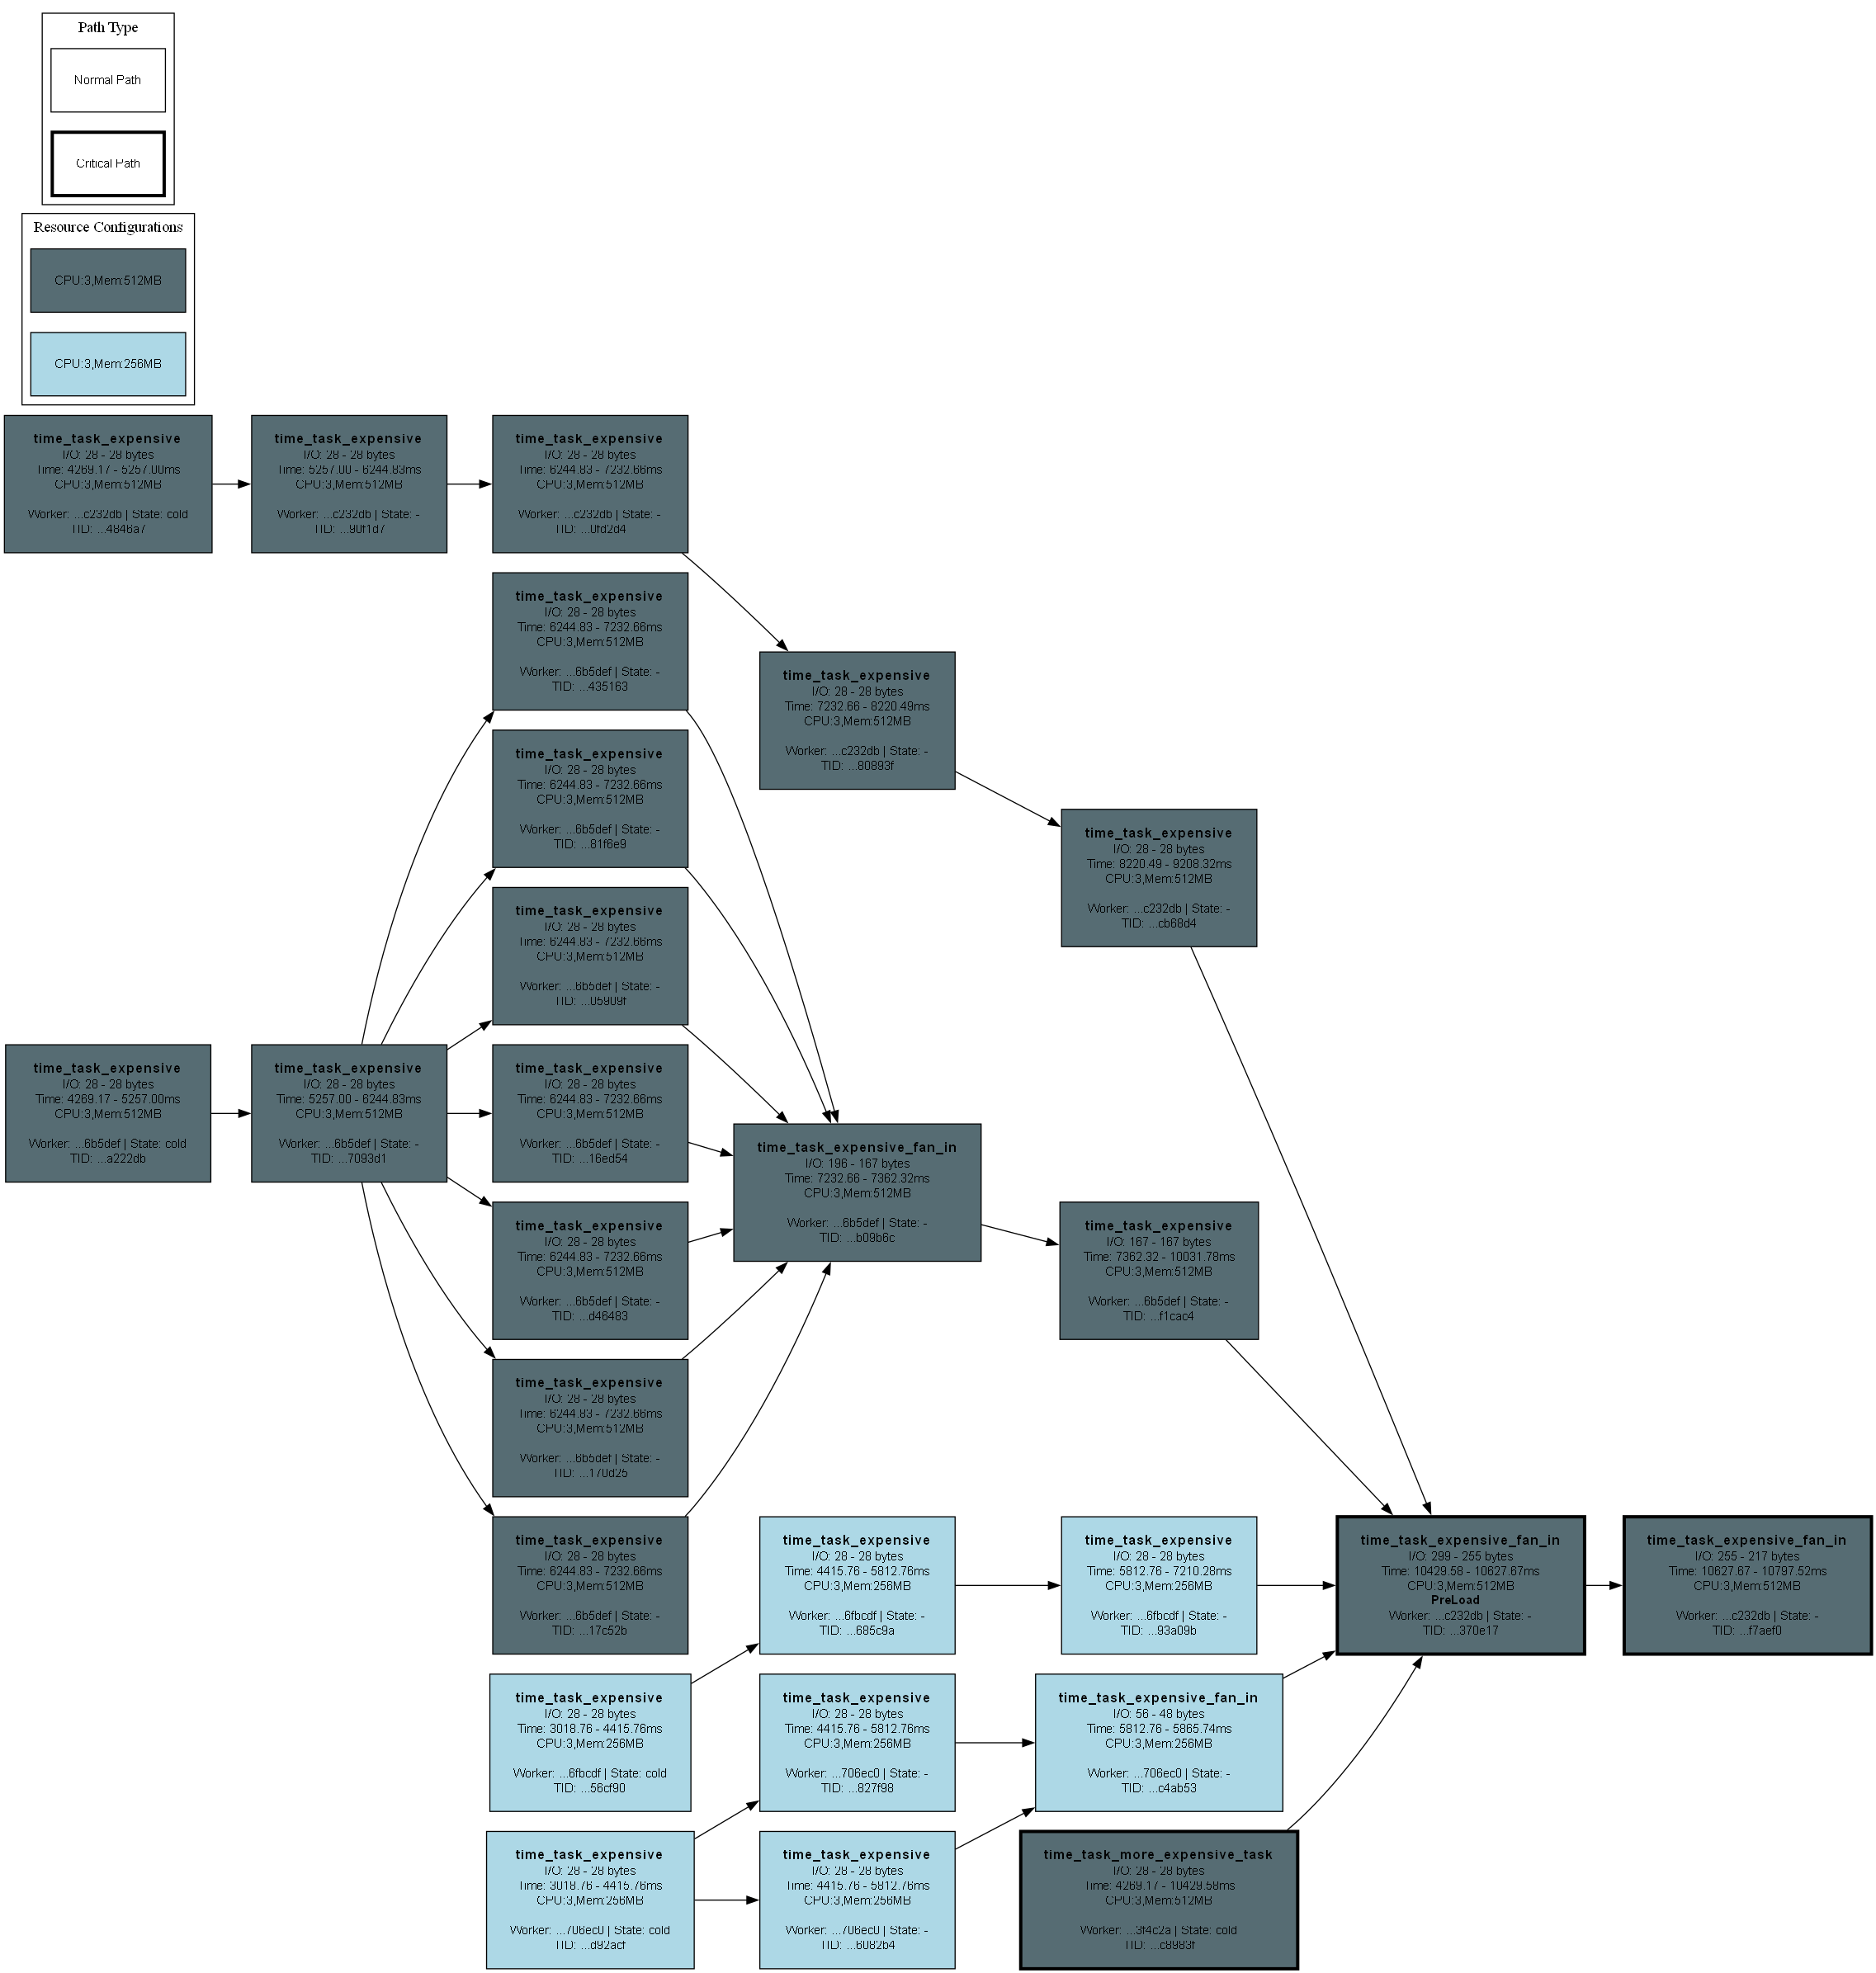 Path Type
Normal Path
Critical Path
Resource Configurations
CPU:3,Mem:512MB
CPU:3,Mem:256MB
time_task_expensive
I/O: 28 - 28 bytes
Time: 4269.17 - 5257.00ms
CPU:3,Mem:512MB
Worker: ...c232db | State: cold
TID: ...4846a7
time_task_expensive
I/O: 28 - 28 bytes
Time: 5257.00 - 6244.83ms
CPU:3,Mem:512MB
Worker: ...c232db | State: -
TID: ...90f1d7
time_task_expensive
I/O: 28 - 28 bytes
Time: 6244.83 - 7232.66ms
CPU:3,Mem:512MB
Worker: ...c232db | State: -
TID: ...0fd2d4
time_task_expensive
I/O: 28 - 28 bytes
Time: 6244.83 - 7232.66ms
CPU:3,Mem:512MB
Worker: ...6b5def | State: -
TID: ...435163
time_task_expensive
I/O: 28 - 28 bytes
Time: 7232.66 - 8220.49ms
CPU:3,Mem:512MB
Worker: ...c232db | State: -
TID: ...80893f
time_task_expensive
I/O: 28 - 28 bytes
Time: 6244.83 - 7232.66ms
CPU:3,Mem:512MB
Worker: ...6b5def | State: -
TID: ...81f6e9
time_task_expensive
I/O: 28 - 28 bytes
Time: 8220.49 - 9208.32ms
CPU:3,Mem:512MB
Worker: ...c232db | State: -
TID: ...cb68d4
time_task_expensive
I/O: 28 - 28 bytes
Time: 6244.83 - 7232.66ms
CPU:3,Mem:512MB
Worker: ...6b5def | State: -
TID: ...05909f
time_task_expensive
I/O: 28 - 28 bytes
Time: 4269.17 - 5257.00ms
CPU:3,Mem:512MB
Worker: ...6b5def | State: cold
TID: ...a222db
time_task_expensive
I/O: 28 - 28 bytes
Time: 5257.00 - 6244.83ms
CPU:3,Mem:512MB
Worker: ...6b5def | State: -
TID: ...7093d1
time_task_expensive
I/O: 28 - 28 bytes
Time: 6244.83 - 7232.66ms
CPU:3,Mem:512MB
Worker: ...6b5def | State: -
TID: ...16ed54
time_task_expensive_fan_in
I/O: 196 - 167 bytes
Time: 7232.66 - 7362.32ms
CPU:3,Mem:512MB
Worker: ...6b5def | State: -
TID: ...b09b6c
time_task_expensive
I/O: 28 - 28 bytes
Time: 6244.83 - 7232.66ms
CPU:3,Mem:512MB
Worker: ...6b5def | State: -
TID: ...d46483
time_task_expensive
I/O: 167 - 167 bytes
Time: 7362.32 - 10031.78ms
CPU:3,Mem:512MB
Worker: ...6b5def | State: -
TID: ...f1cac4
time_task_expensive
I/O: 28 - 28 bytes
Time: 6244.83 - 7232.66ms
CPU:3,Mem:512MB
Worker: ...6b5def | State: -
TID: ...170d25
time_task_expensive
I/O: 28 - 28 bytes
Time: 6244.83 - 7232.66ms
CPU:3,Mem:512MB
Worker: ...6b5def | State: -
TID: ...17c52b
time_task_expensive
I/O: 28 - 28 bytes
Time: 4415.76 - 5812.76ms
CPU:3,Mem:256MB
Worker: ...6fbcdf | State: -
TID: ...685c9a
time_task_expensive
I/O: 28 - 28 bytes
Time: 5812.76 - 7210.28ms
CPU:3,Mem:256MB
Worker: ...6fbcdf | State: -
TID: ...93a09b
time_task_expensive_fan_in
I/O: 299 - 255 bytes
Time: 10429.58 - 10627.67ms
CPU:3,Mem:512MB
PreLoad
Worker: ...c232db | State: -
TID: ...370e17
time_task_expensive_fan_in
I/O: 255 - 217 bytes
Time: 10627.67 - 10797.52ms
CPU:3,Mem:512MB
Worker: ...c232db | State: -
TID: ...f7aef0
time_task_expensive
I/O: 28 - 28 bytes
Time: 3018.76 - 4415.76ms
CPU:3,Mem:256MB
Worker: ...6fbcdf | State: cold
TID: ...56cf90
time_task_expensive
I/O: 28 - 28 bytes
Time: 4415.76 - 5812.76ms
CPU:3,Mem:256MB
Worker: ...706ec0 | State: -
TID: ...827f98
time_task_expensive_fan_in
I/O: 56 - 48 bytes
Time: 5812.76 - 5865.74ms
CPU:3,Mem:256MB
Worker: ...706ec0 | State: -
TID: ...c4ab53
time_task_expensive
I/O: 28 - 28 bytes
Time: 3018.76 - 4415.76ms
CPU:3,Mem:256MB
Worker: ...706ec0 | State: cold
TID: ...d92acf
time_task_expensive
I/O: 28 - 28 bytes
Time: 4415.76 - 5812.76ms
CPU:3,Mem:256MB
Worker: ...706ec0 | State: -
TID: ...6082b4
time_task_more_expensive_task
I/O: 28 - 28 bytes
Time: 4269.17 - 10429.58ms
CPU:3,Mem:512MB
Worker: ...3f4c2a | State: cold
TID: ...c8983f